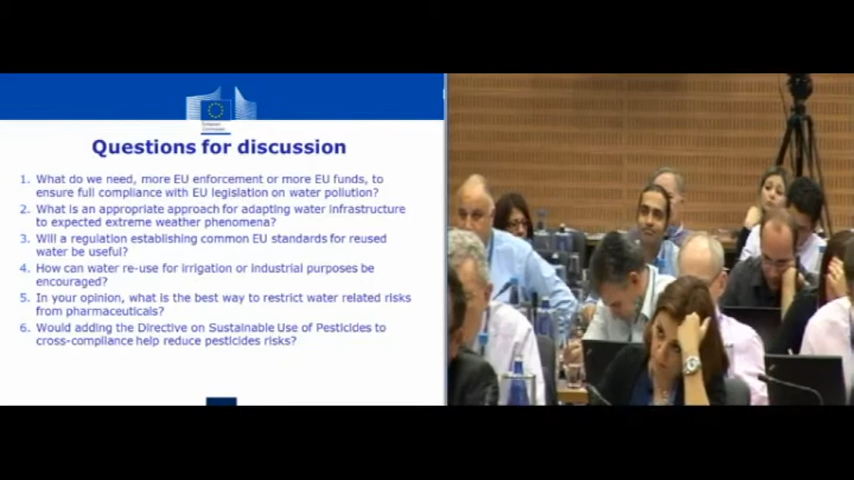 European
Commission
Questions for discussion
1. What do we need, more EU enforcement or more EU funds, to
ensure full compliance with EU legislation on water pollution?
2. What is an appropriate approach for adapting water infrastructure
to expected extreme weather phenomena?
3. Will a regulation establishing common EU standards for reused
water be useful?
4. How can water re-use for irrigation or industrial purposes be
encouraged?
5. In your opinion, what is the best way to restrict water related risks
from pharmaceuticals?
6. Would adding the Directive on Sustainable Use of Pesticides to
cross-compliance help reduce pesticides risks?